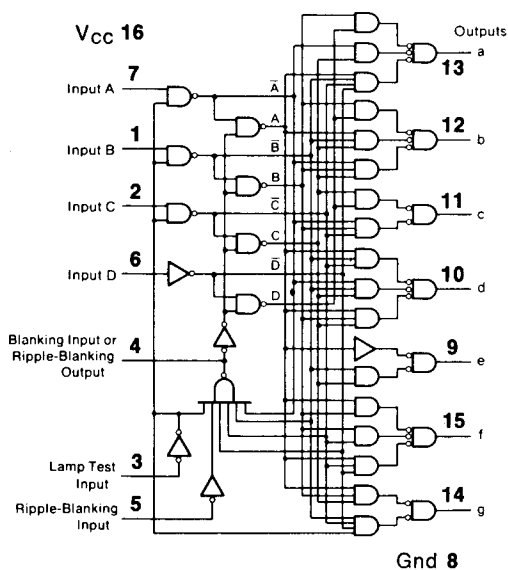 VCC 16
Outputs
7
Input A
A
A
a
13
1
Input B
B
B
12
b
2
Input C
C
C
11
c
6
Input D
D
D
10
d
Blanking Input or
Ripple-Blanking
Output
4
9
e
15
f
Lamp Test
Input
3
14
g
Ripple-Blanking
Input
5
Gnd 8